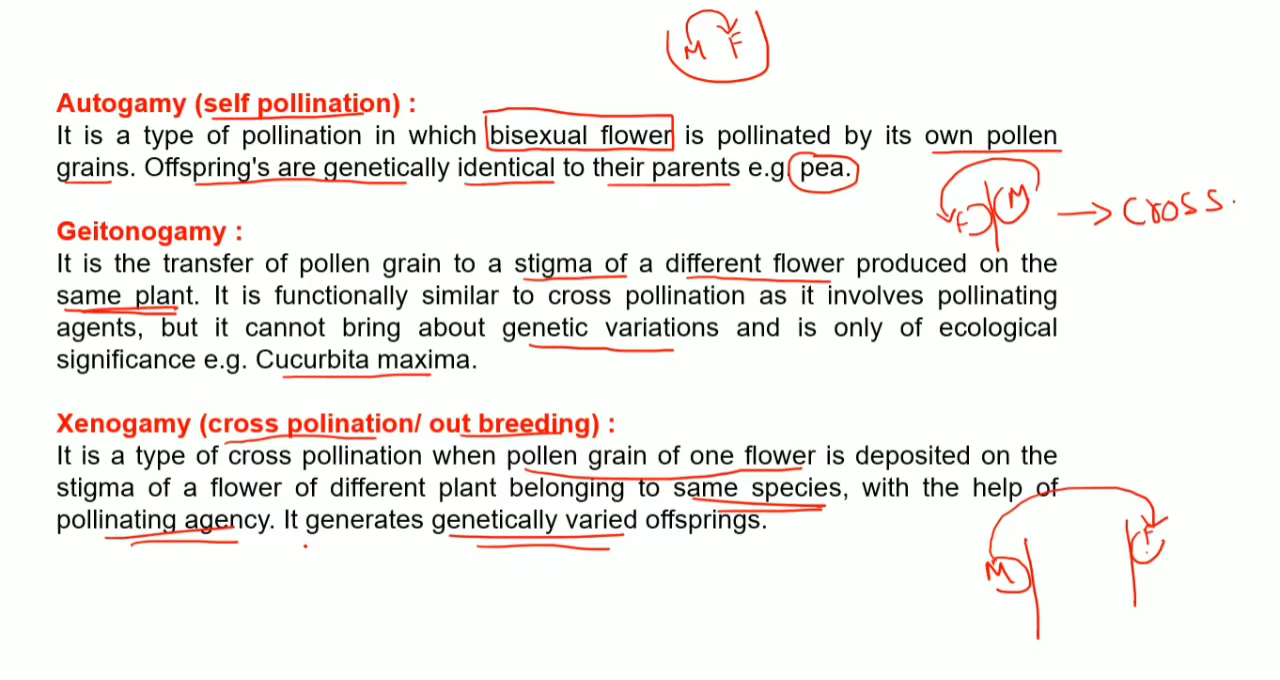 M F
Autogamy (self pollination) :
It is a type of pollination in which bisexual flower is pollinated by its own pollen
grains. Offspring's are genetically identical to their parents e.g. pea.
F M → Cross.
Geitonogamy :
It is the transfer of pollen grain to a stigma of a different flower produced on the
same plant. It is functionally similar to cross pollination as it involves pollinating
agents, but it cannot bring about genetic variations and is only of ecological
significance e.g. Cucurbita maxima.
Xenogamy (cross polination/ out breeding) :
It is a type of cross pollination when pollen grain of one flower is deposited on the
stigma of a flower of different plant belonging to same species, with the help of
pollinating agency. It generates genetically varied offsprings.
M F